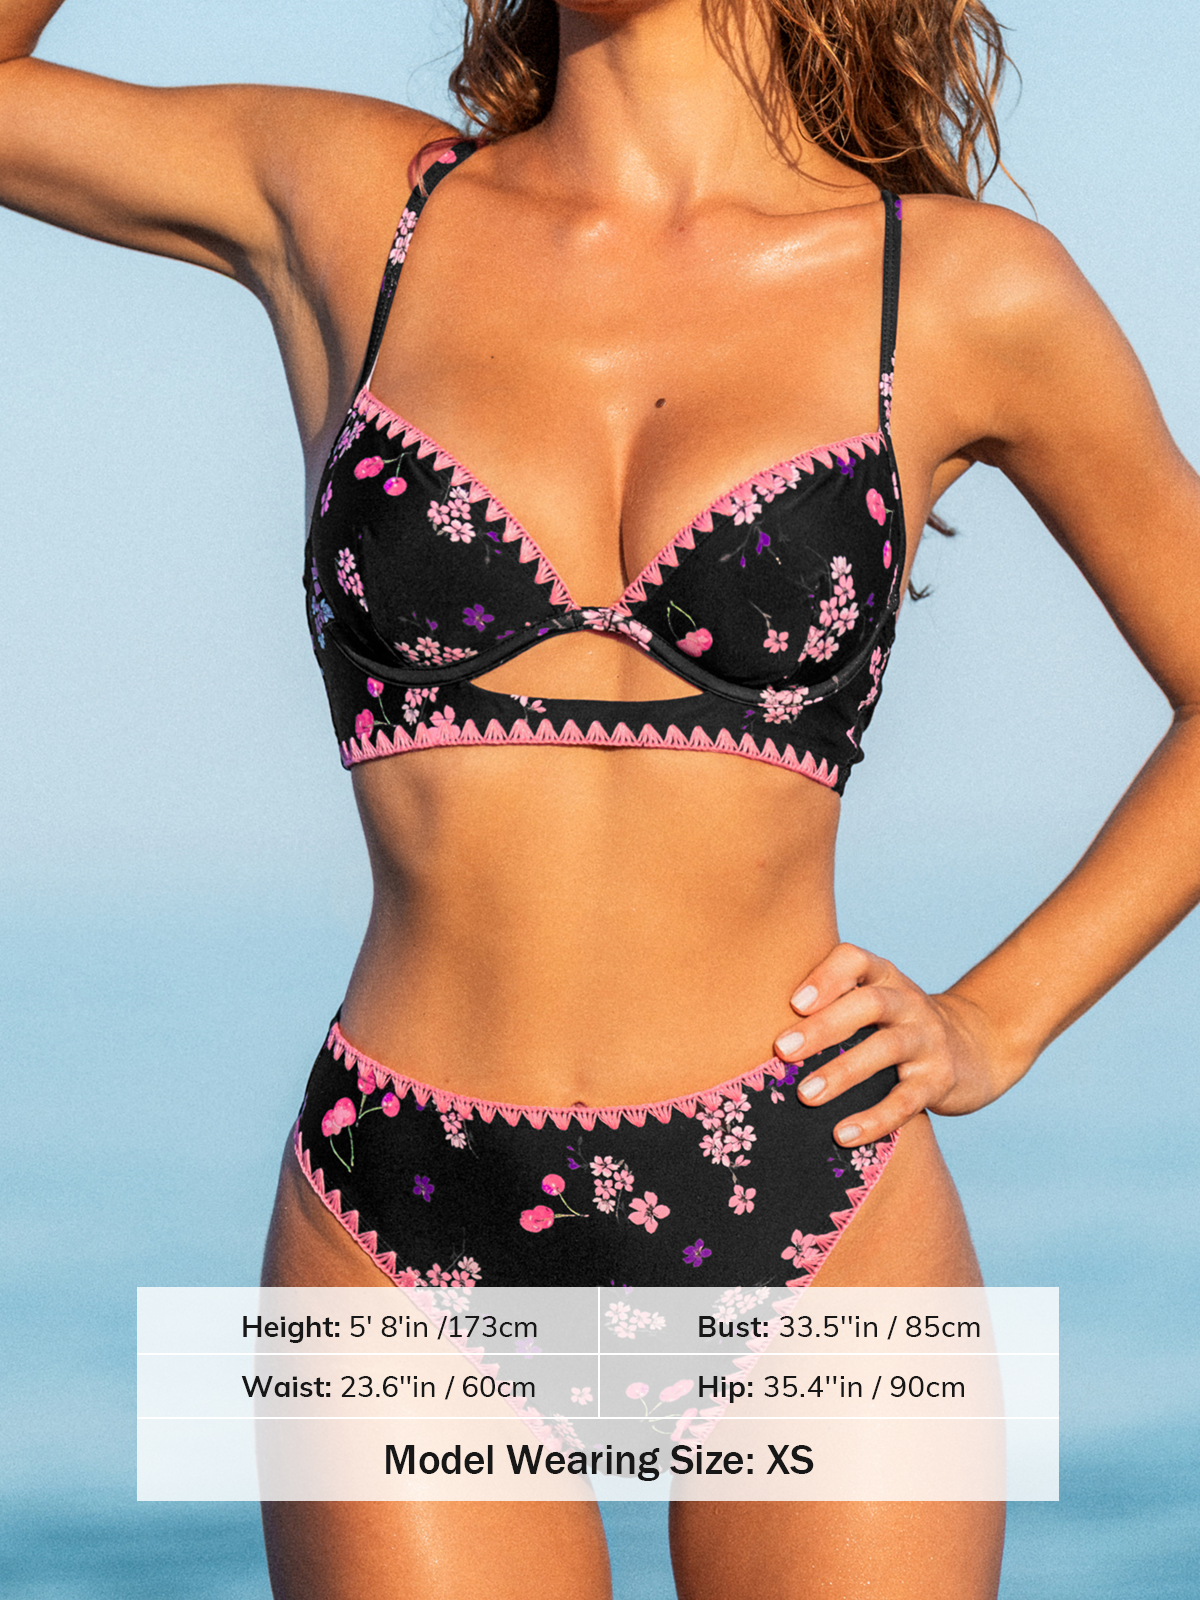 Height: 5' 8'in /173cm
Bust: 33.5''in / 85cm
Waist: 23.6''in / 60cm
Hip: 35.4''in / 90cm
Model Wearing Size: XS